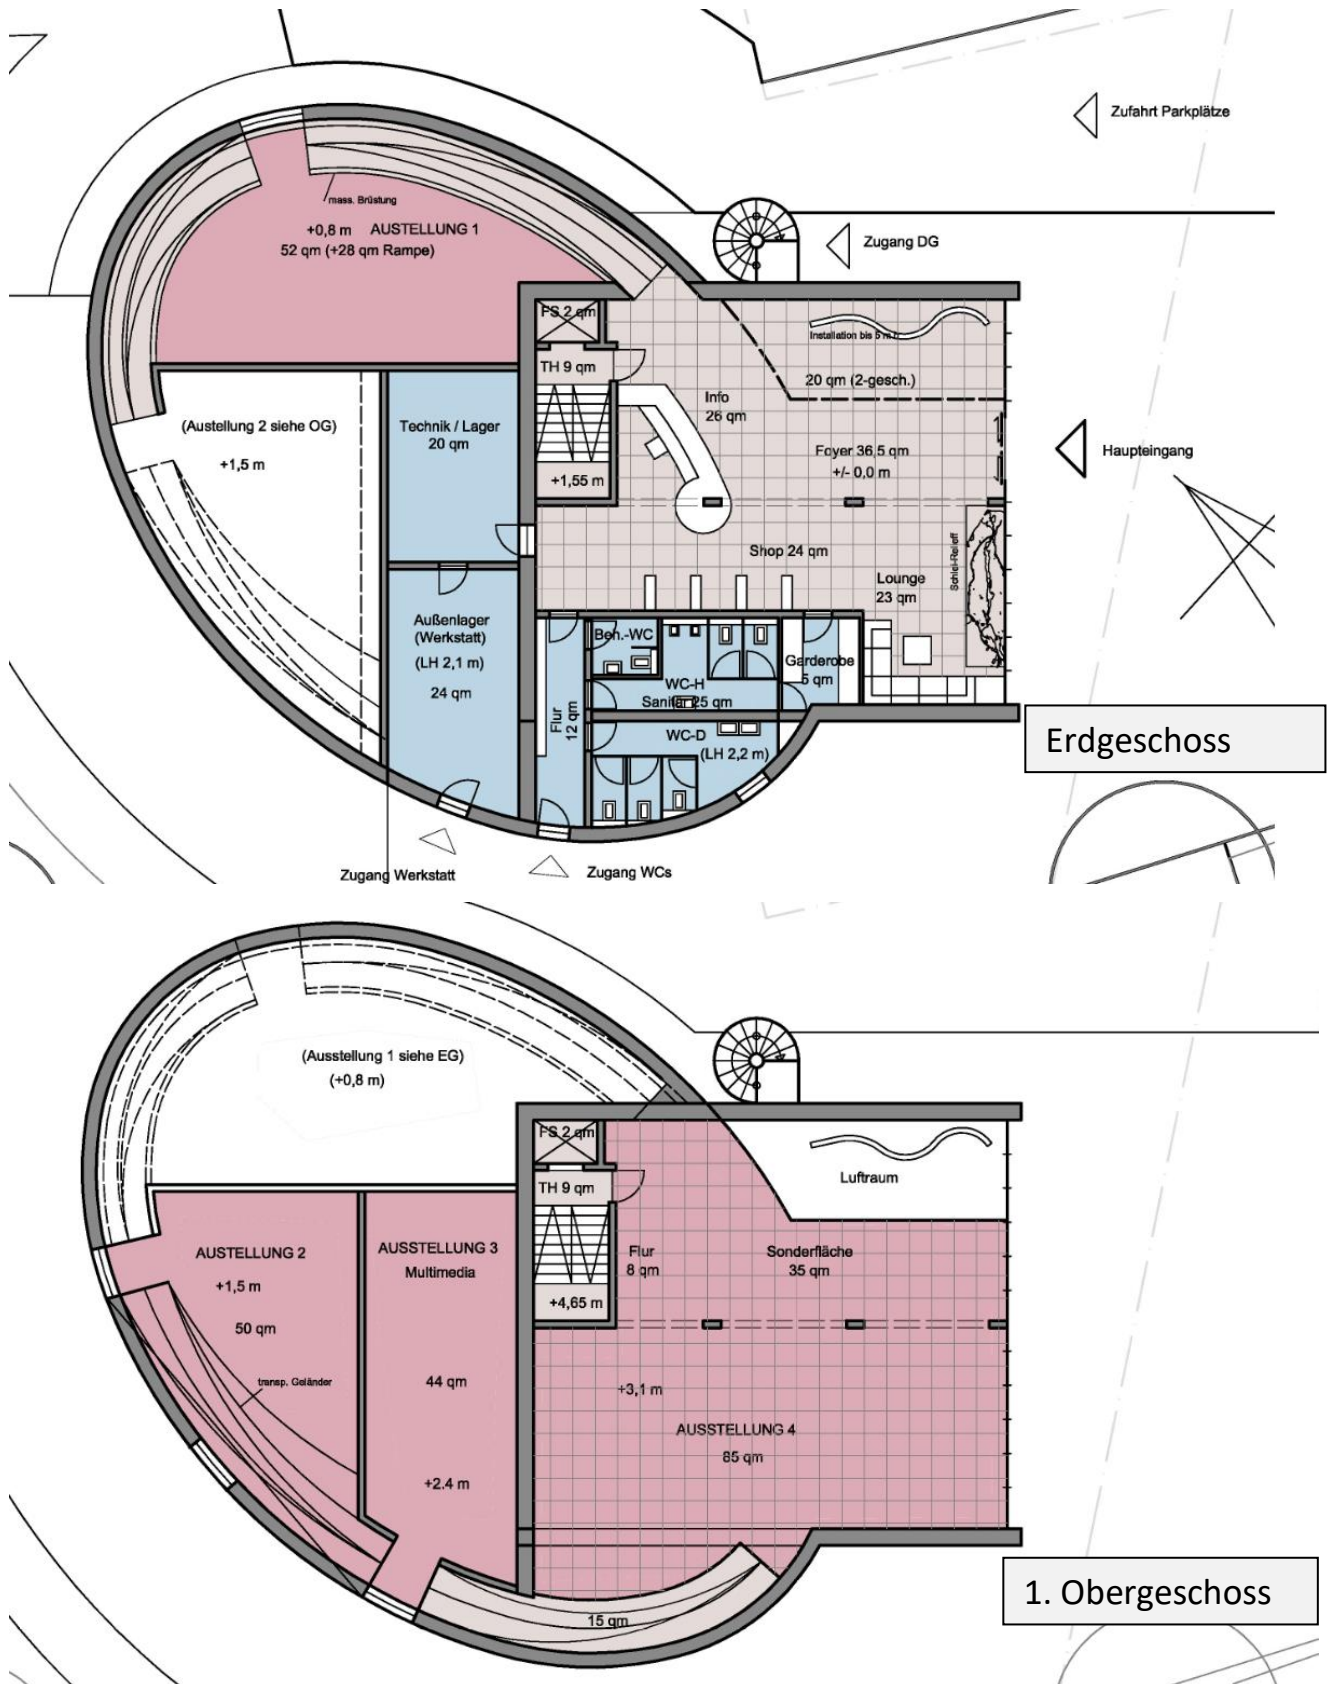 Zufahrt Parkplätze
mass. Brüstung
+0,8 m AUSTELLUNG 1
52 qm (+28 qm Rampe)
Zugang DG
FS 2 qm
Installation bis 5 m
TH 9 qm
20 qm (2-gesch.)
Info
26 qm
(Austellung 2 siehe OG)
+1,5 m
Technik / Lager
20 qm
Foyer 36,5 qm
+/- 0,0 m
Haupteingang
+1,55 m
Shop 24 qm
Schlei-Relief
Lounge
23 qm
Außenlager
(Werkstatt)
(LH 2,1 m)
24 qm
Beh.-WC
Garderobe
5 qm
WC-H
Sanitär 25 qm
Flur
12 qm
WC-D
(LH 2,2 m)
Erdgeschoss
Zugang Werkstatt
Zugang WCs
(Ausstellung 1 siehe EG)
(+0,8 m)
FS 2 qm
TH 9 qm
Luftraum
AUSTELLUNG 2
+1,5 m
50 qm
AUSSTELLUNG 3
Multimedia
Flur
8 qm
Sonderfläche
35 qm
+4,65 m
transp. Geländer
44 qm
+3,1 m
AUSSTELLUNG 4
85 qm
+2.4 m
15 qm
1. Obergeschoss